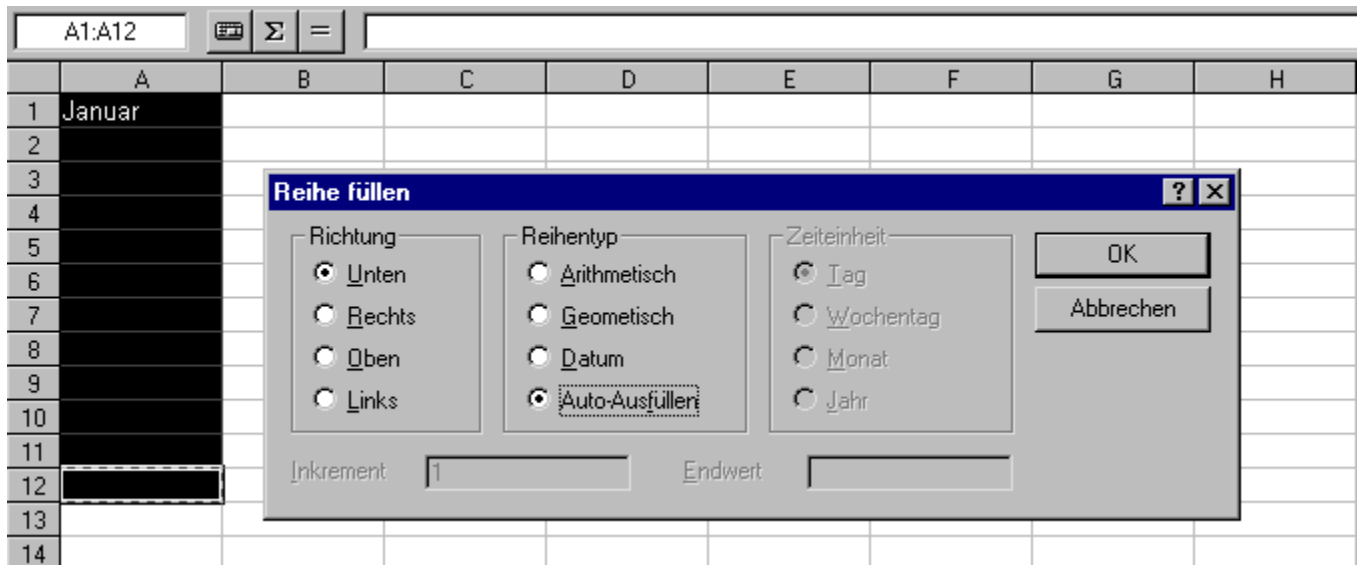 A1:A12 Σ =
A B C D E F G H
1 Januar
2
3
Reihe füllen ? X
4
Richtung Reihentyp Zeiteinheit
5
OK
Unten Arithmetisch Tag
6
Rechts Geometisch Wochentag Abbrechen
7
8
Oben Datum Monat
9
Links Auto-Ausfüllen Jahr
10
11
Inkrement 1 Endwert
12
13
14